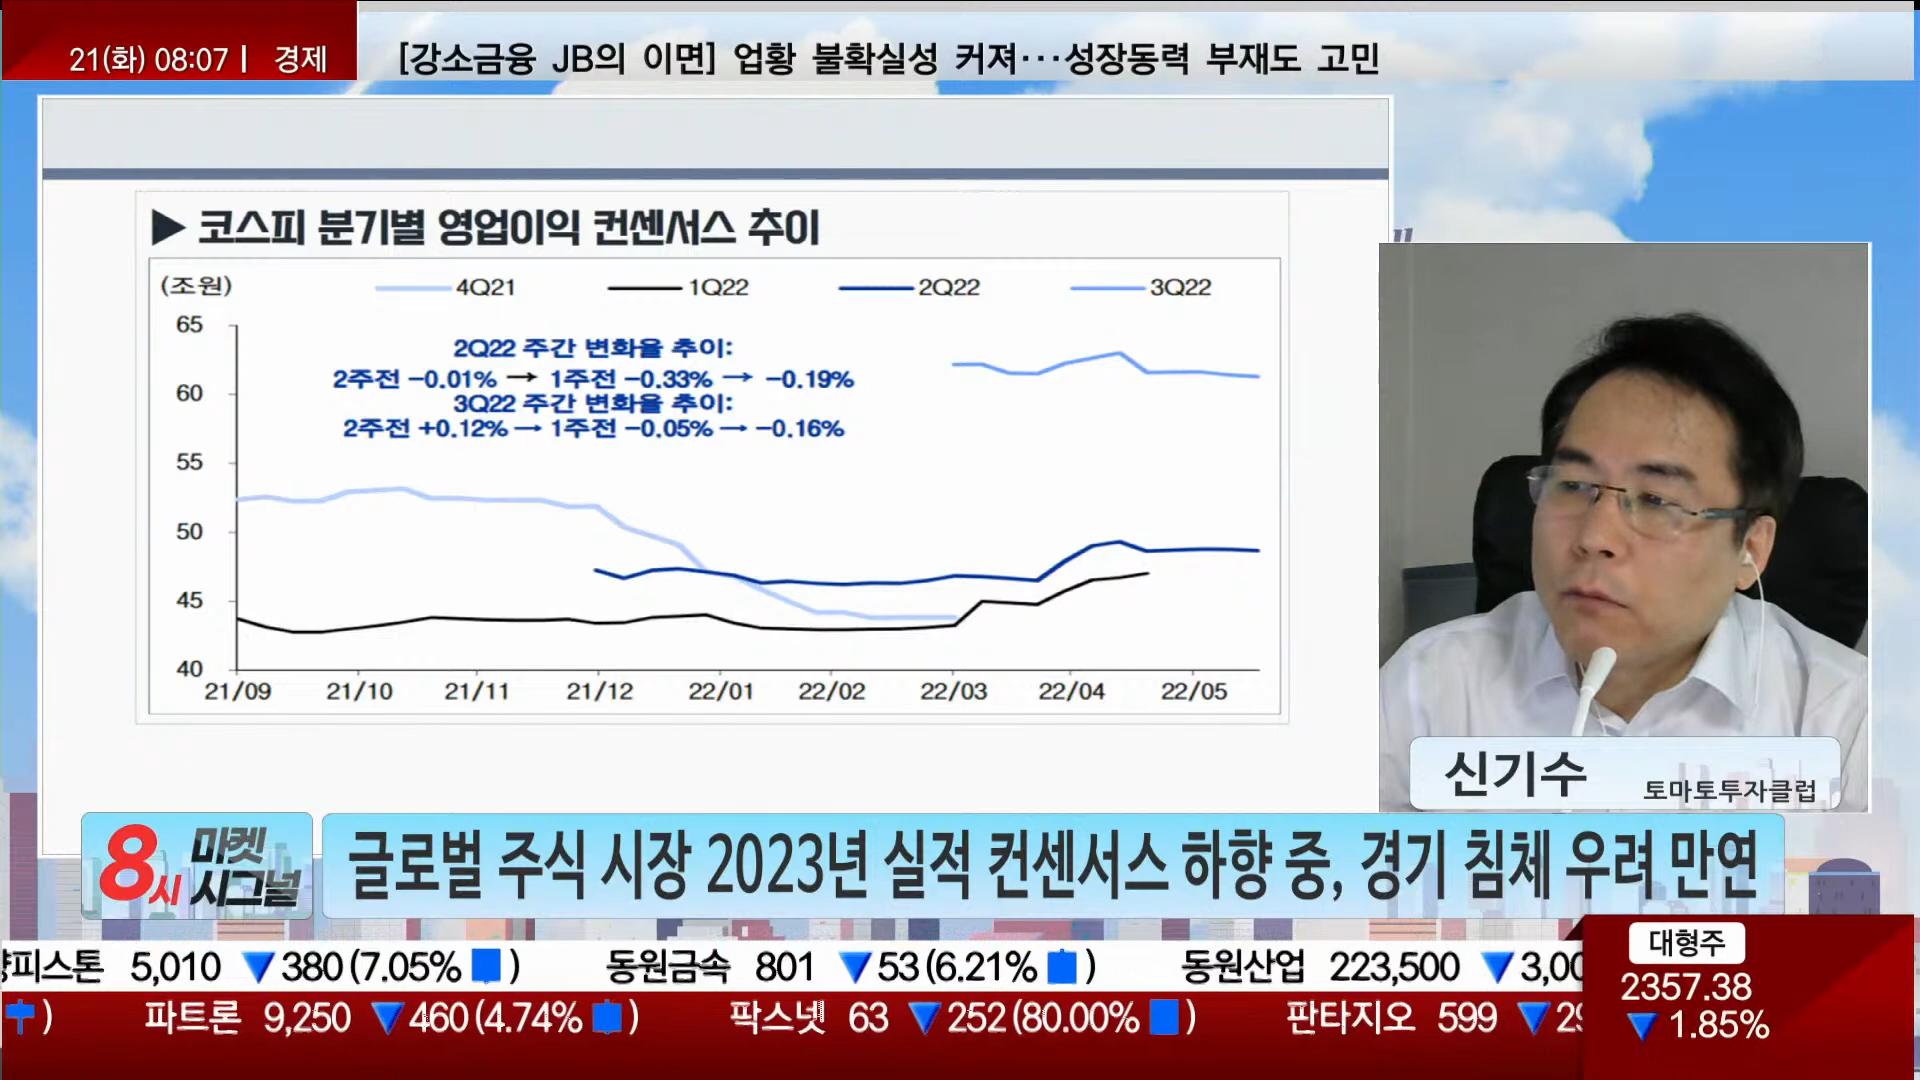 21(화) 08:07 | 경제
[강소금융 JB의 이면] 업황 불확실성 커져···성장동력 부재도 고민
▶ 코스피 분기별 영업이익 컨센서스 추이
(조원)
4Q21 1Q22 2Q22 3Q22
2Q22 주간 변화율 추이:
2주전 -0.01% → 1주전 -0.33% → -0.19%
3Q22 주간 변화율 추이:
2주전 +0.12% → 1주전 -0.05% → -0.16%
65
60
55
50
45
40
21/09 21/10 21/11 21/12 22/01 22/02 22/03 22/04 22/05
신기수 토마토투자클럽
8시 마켓 시그널
글로벌 주식 시장 2023년 실적 컨센서스 하향 중, 경기 침체 우려 만연
피스톤 5,010 ▼380(7.05% ) 동원금속 801 ▼53(6.21% ) 동원산업 223,500 ▼3,00
) 파트론 9,250 ▼460(4.74% ) 팍스넷 63 ▼252(80.00% ) 판타지오 599 ▼2
대형주
2357.38
▼ 1.85%